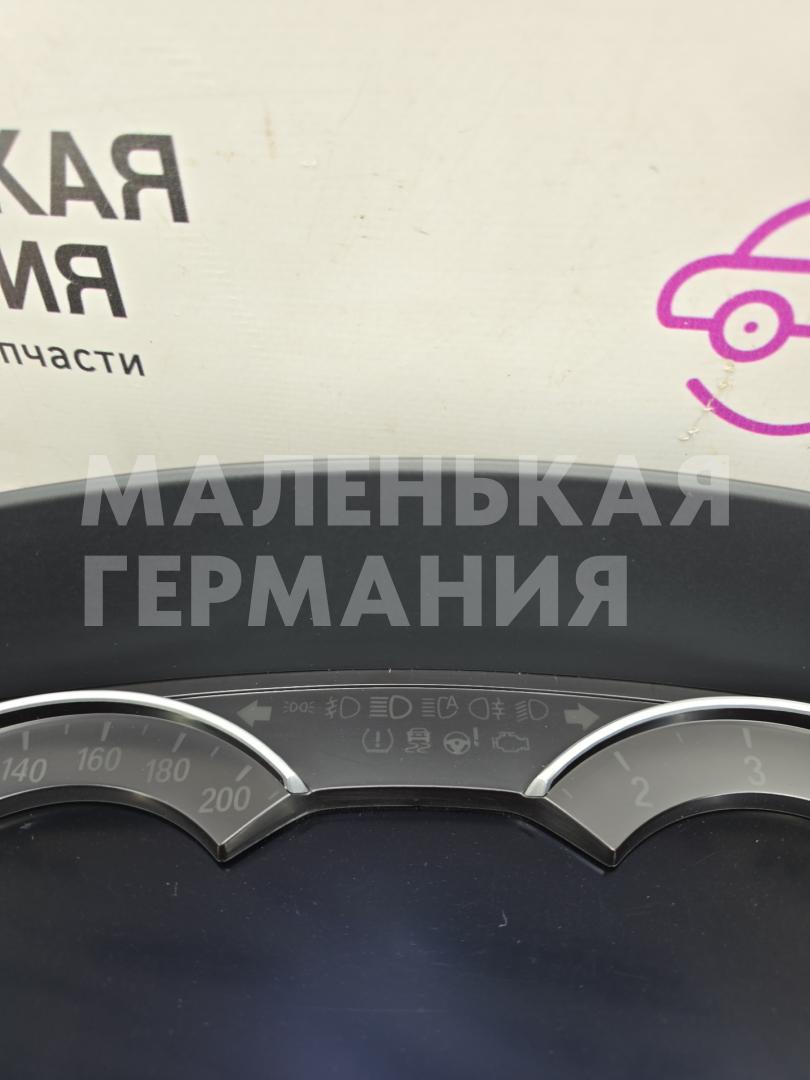 КАЯ
ИЯ
пчасти
МАЛЕНЬКАЯ
ГЕРМАНИЯ
140 160 180 200
2 3